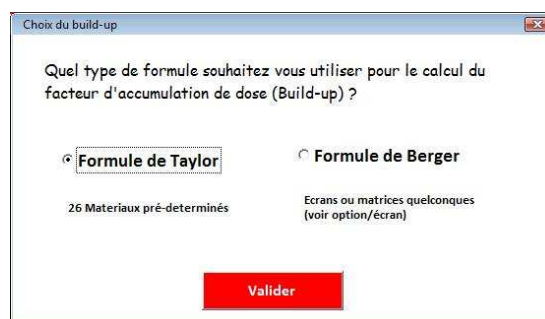 Choix du build-up
Quel type de formule souhaitez vous utiliser pour le calcul du
facteur d'accumulation de dose (Build-up) ?
Formule de Taylor
Formule de Berger
26 Materiaux pré-determinés
Ecrans ou matrices quelconques
(voir option/écran)
Valider